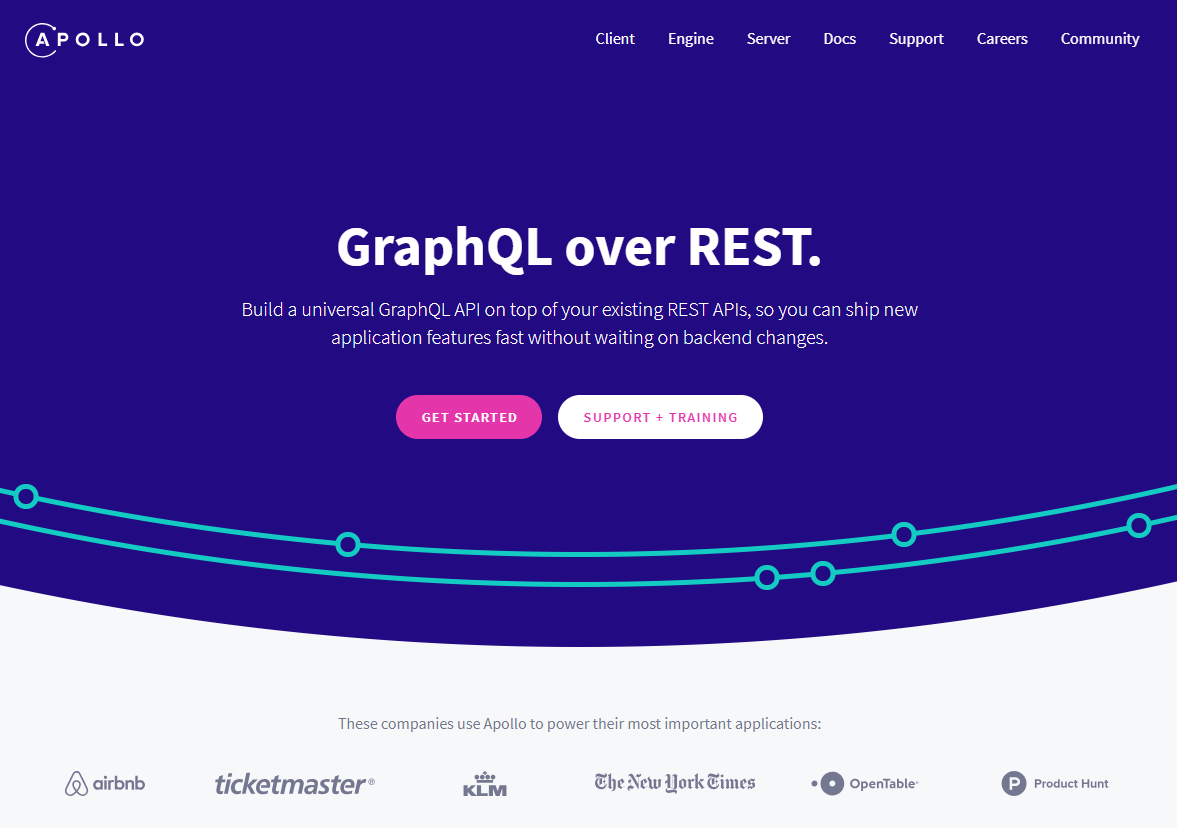 APOLLO
Client Engine Server Docs Support Careers Community
GraphQL over REST.
Build a universal GraphQL API on top of your existing REST APIs, so you can ship new
application features fast without waiting on backend changes.
GET STARTED SUPPORT + TRAINING
These companies use Apollo to power their most important applications:
airbnb ticketmaster® KLM The New York Times OpenTable P Product Hunt